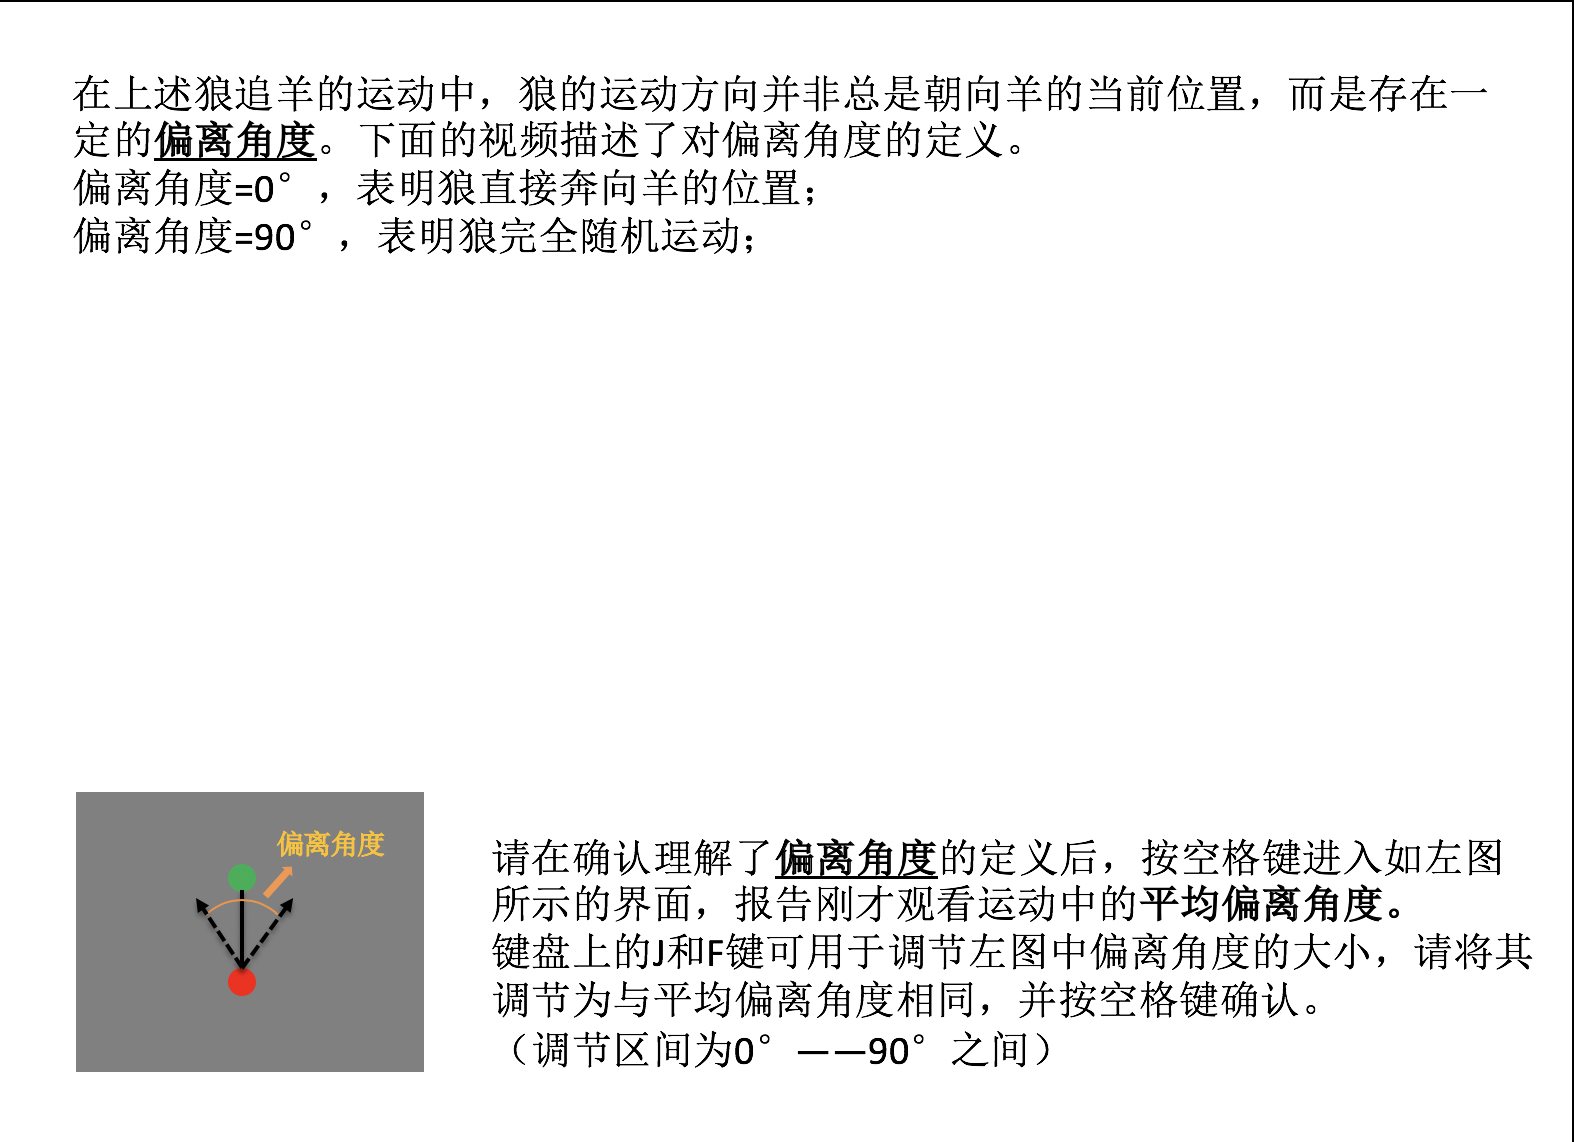 在上述狼追羊的运动中，狼的运动方向并非总是朝向羊的当前位置，而是存在一
定的偏离角度。下面的视频描述了对偏离角度的定义。
偏离角度=0°，表明狼直接奔向羊的位置；
偏离角度=90°，表明狼完全随机运动；
偏离角度
请在确认理解了偏离角度的定义后，按空格键进入如左图
所示的界面，报告刚才观看运动中的平均偏离角度。
键盘上的J和F键可用于调节左图中偏离角度的大小，请将其
调节为与平均偏离角度相同，并按空格键确认。
（调节区间为0°——90°之间）